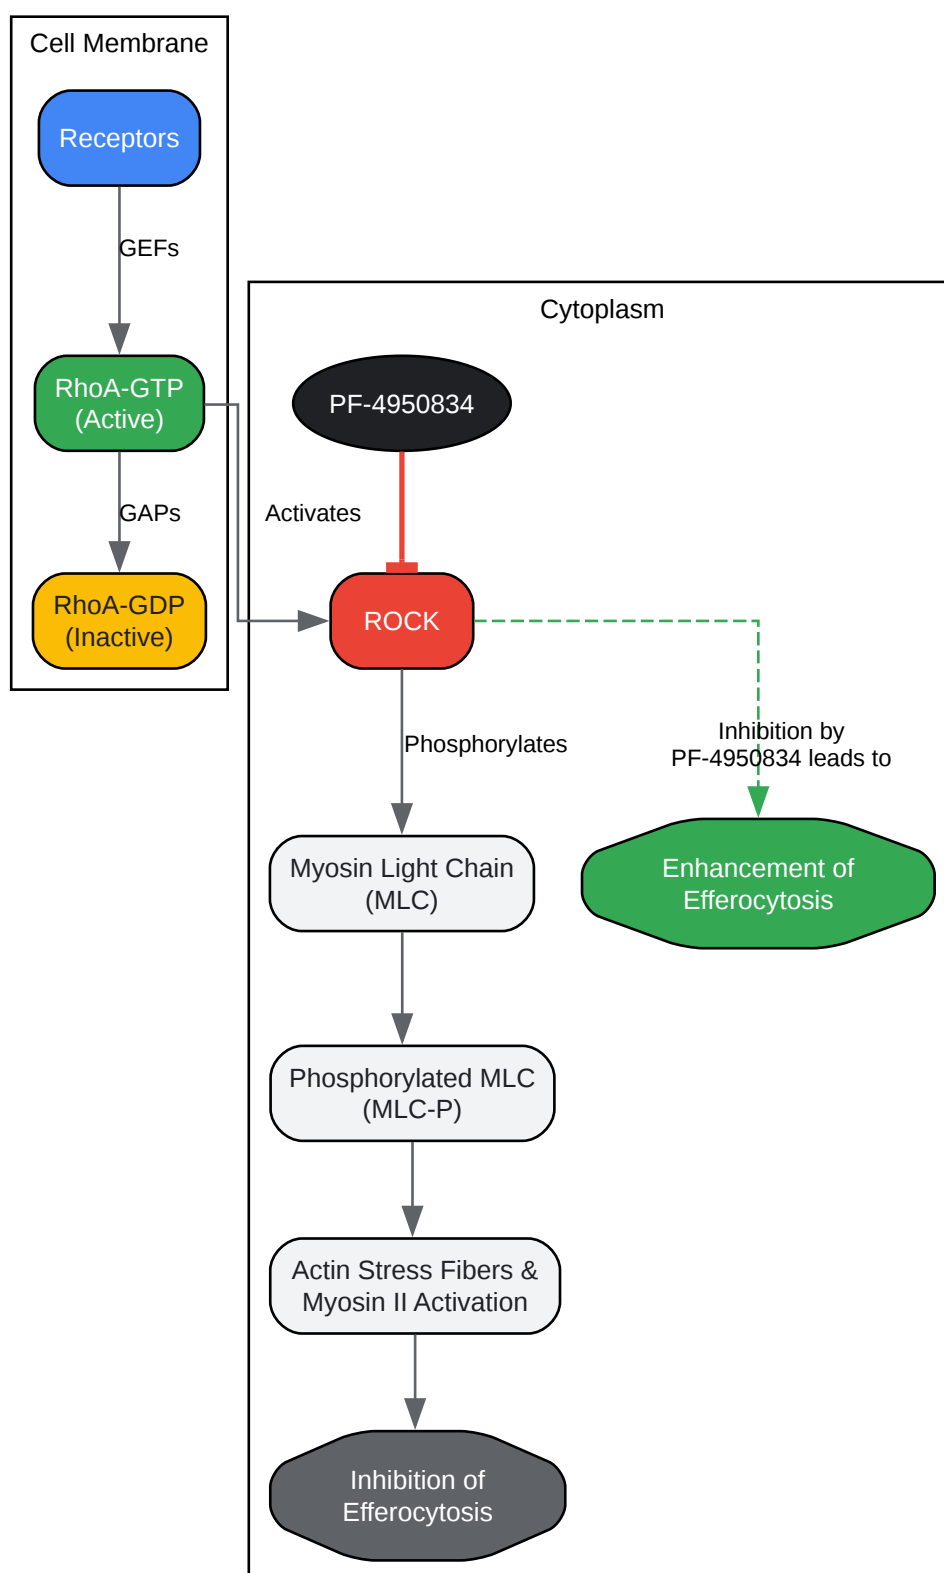 Cell Membrane
Receptors
GEFs
RhoA-GTP
(Active)
GAPs
RhoA-GDP
(Inactive)
Cytoplasm
PF-4950834
Activates
ROCK
Phosphorylates
Inhibition by
PF-4950834 leads to
Myosin Light Chain
(MLC)
Enhancement of
Efferocytosis
Phosphorylated MLC
(MLC-P)
Actin Stress Fibers &
Myosin II Activation
Inhibition of
Efferocytosis